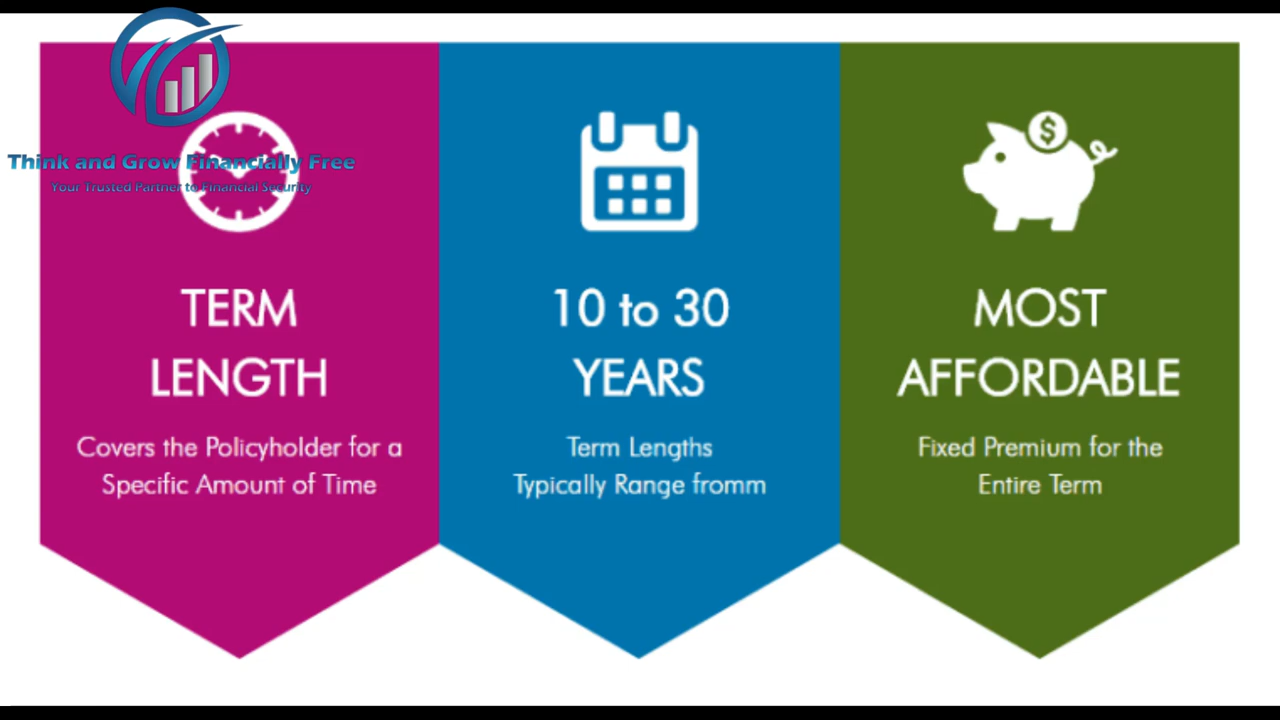 Think and Grow Financially Free
Your Trusted Partner to Financial Security
TERM
LENGTH
Covers the Policyholder for a
Specific Amount of Time
10 to 30
YEARS
Term Lengths
Typically Range fromm
$
MOST
AFFORDABLE
Fixed Premium for the
Entire Term